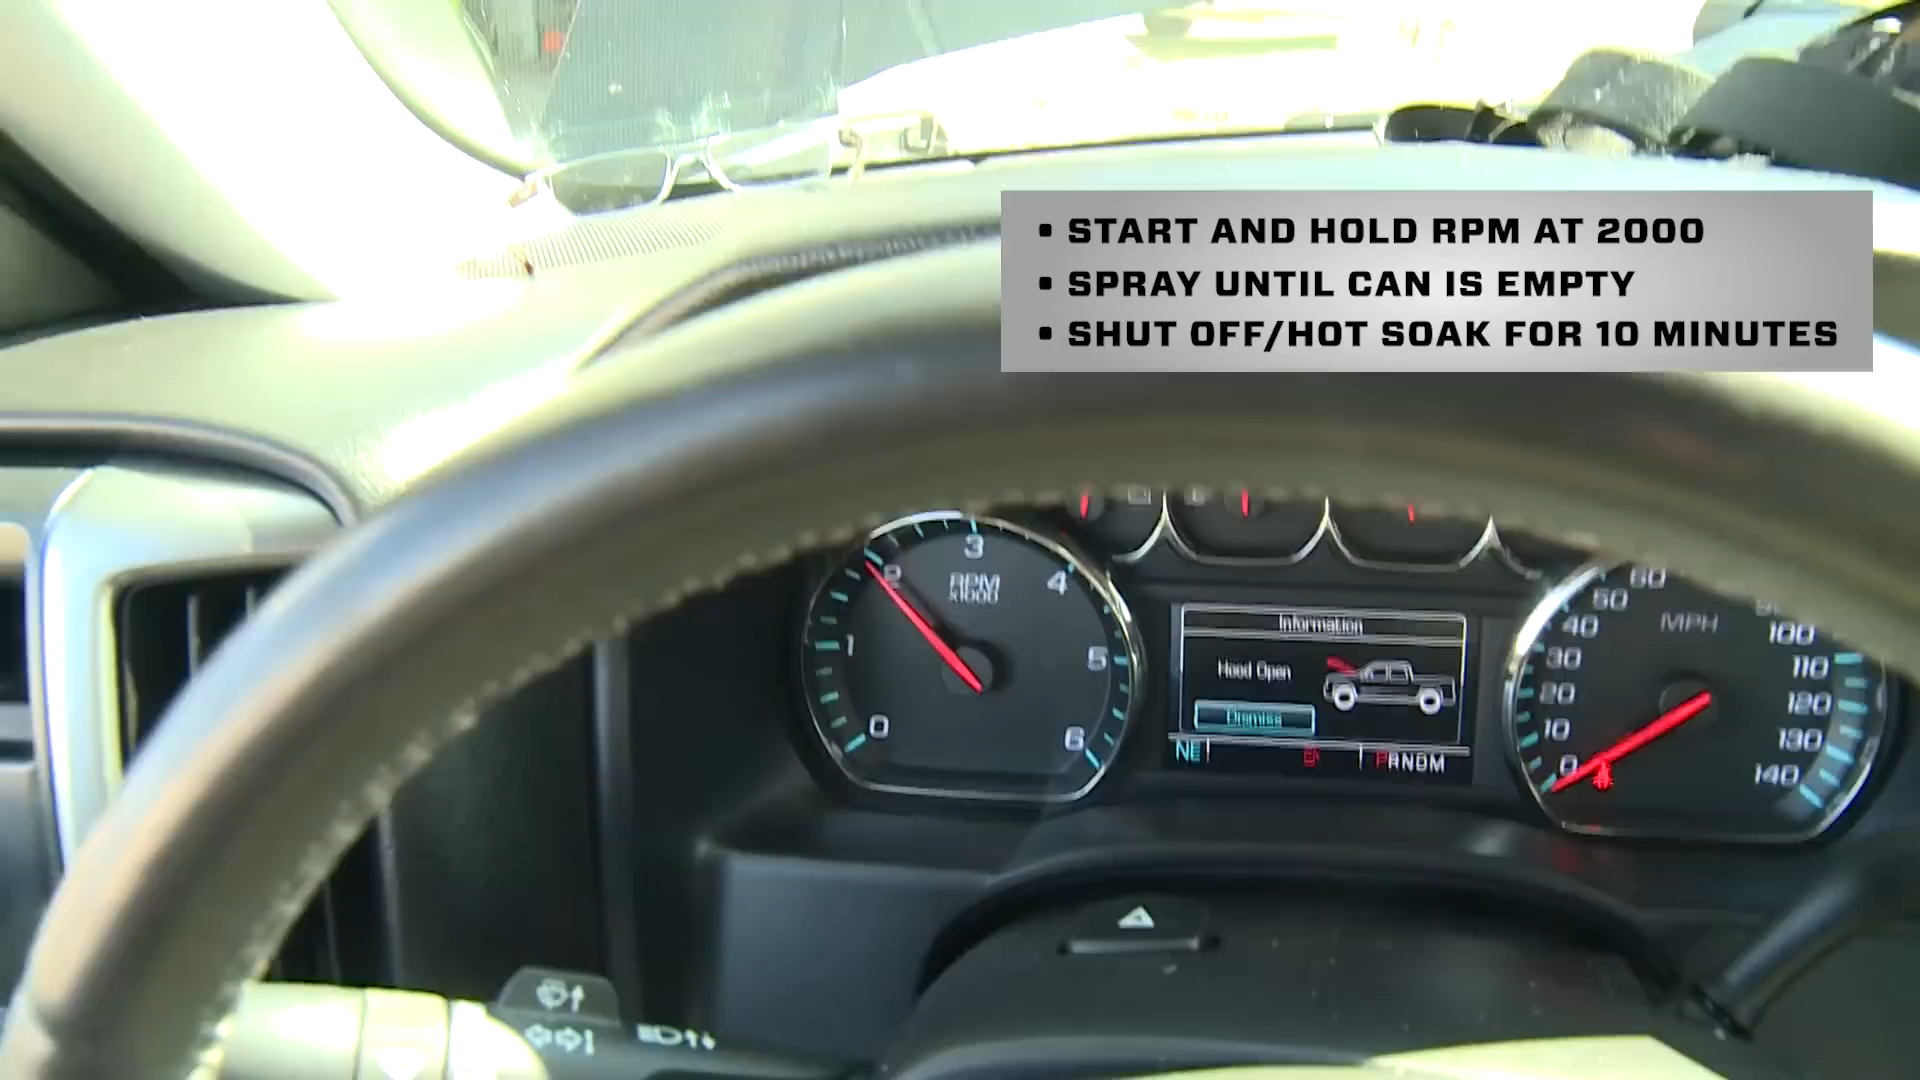 • START AND HOLD RPM AT 2000
• SPRAY UNTIL CAN IS EMPTY
• SHUT OFF/HOT SOAK FOR 10 MINUTES
0
1
2
3
4
5
6
RPM
x1000
Information
Hood Open
Dismiss
NE
PRNDM
0
10
20
30
40
50
60
MPH
100
110
120
130
140